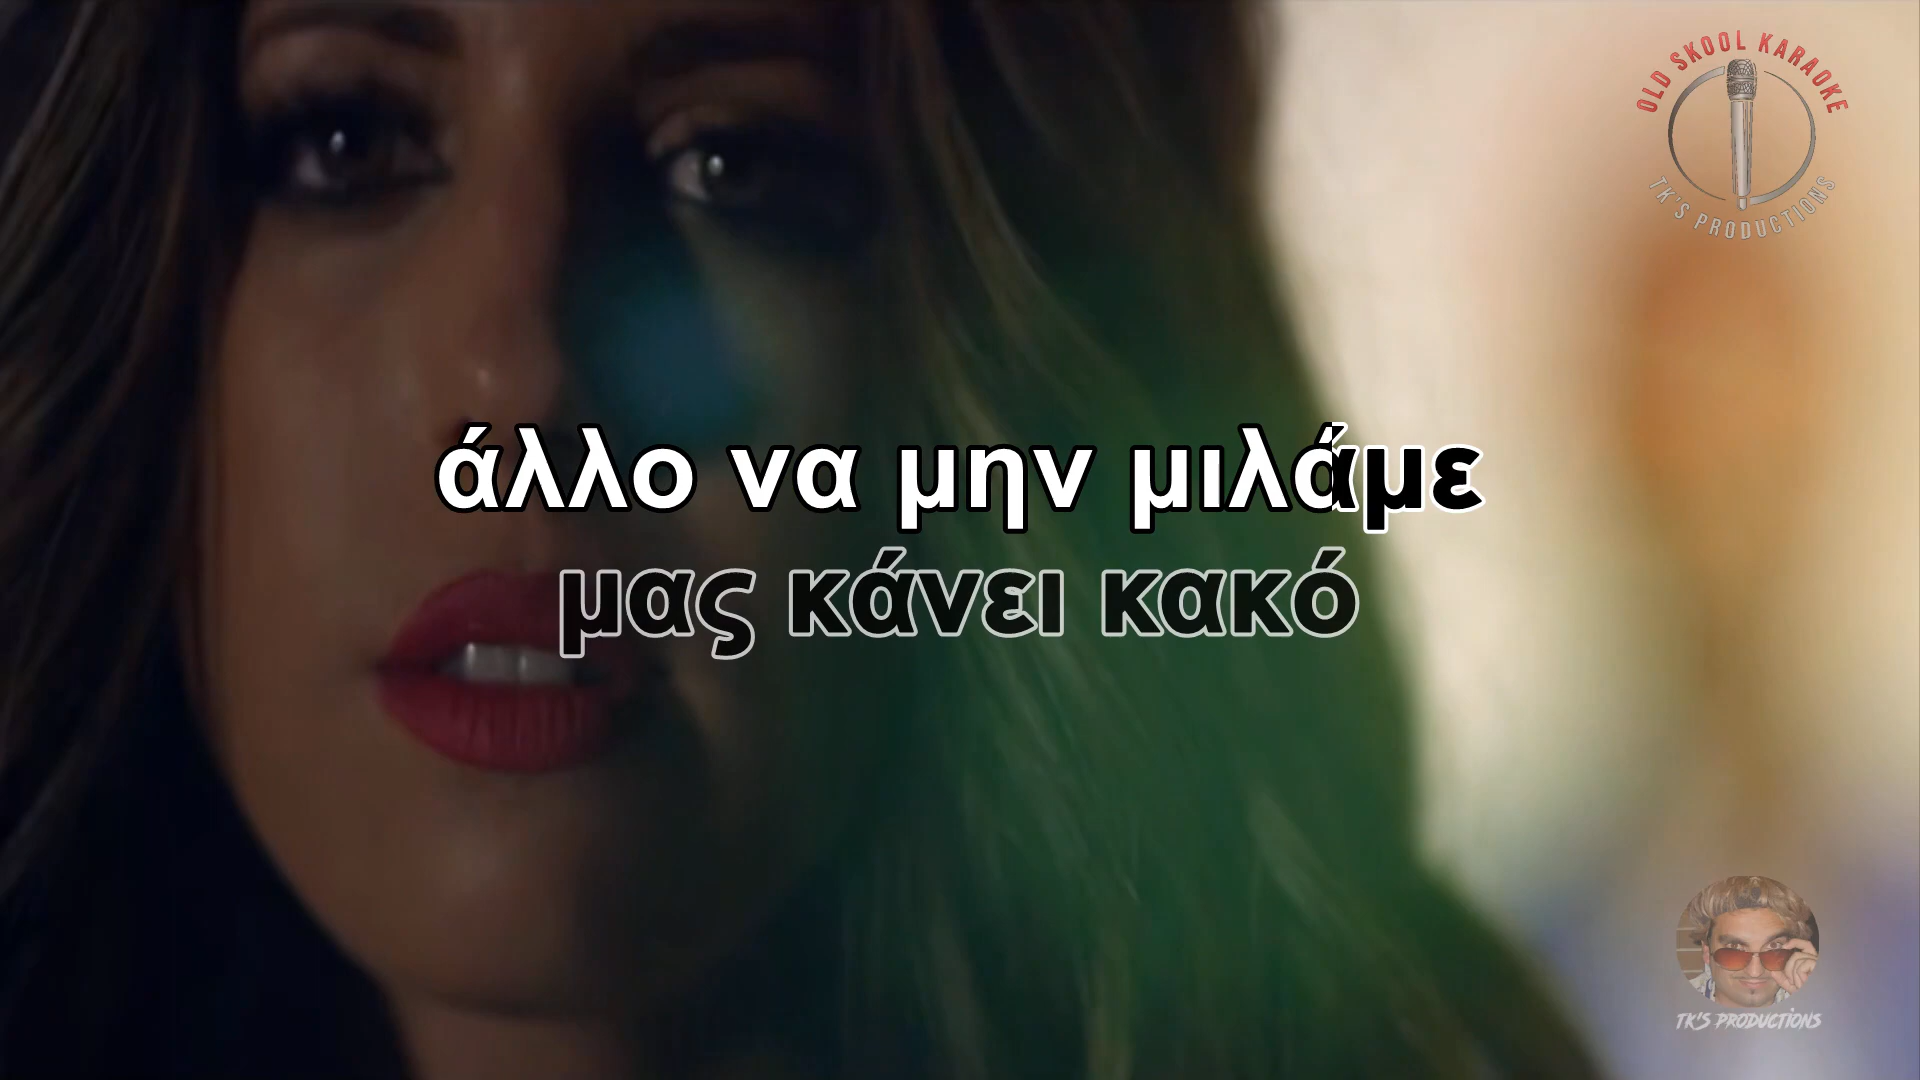 OLD SKOOL KARAOKE
TK'S PRODUCTIONS
άλλο να μην μιλάμε
μας κάνει κακό
TK'S PRODUCTIONS